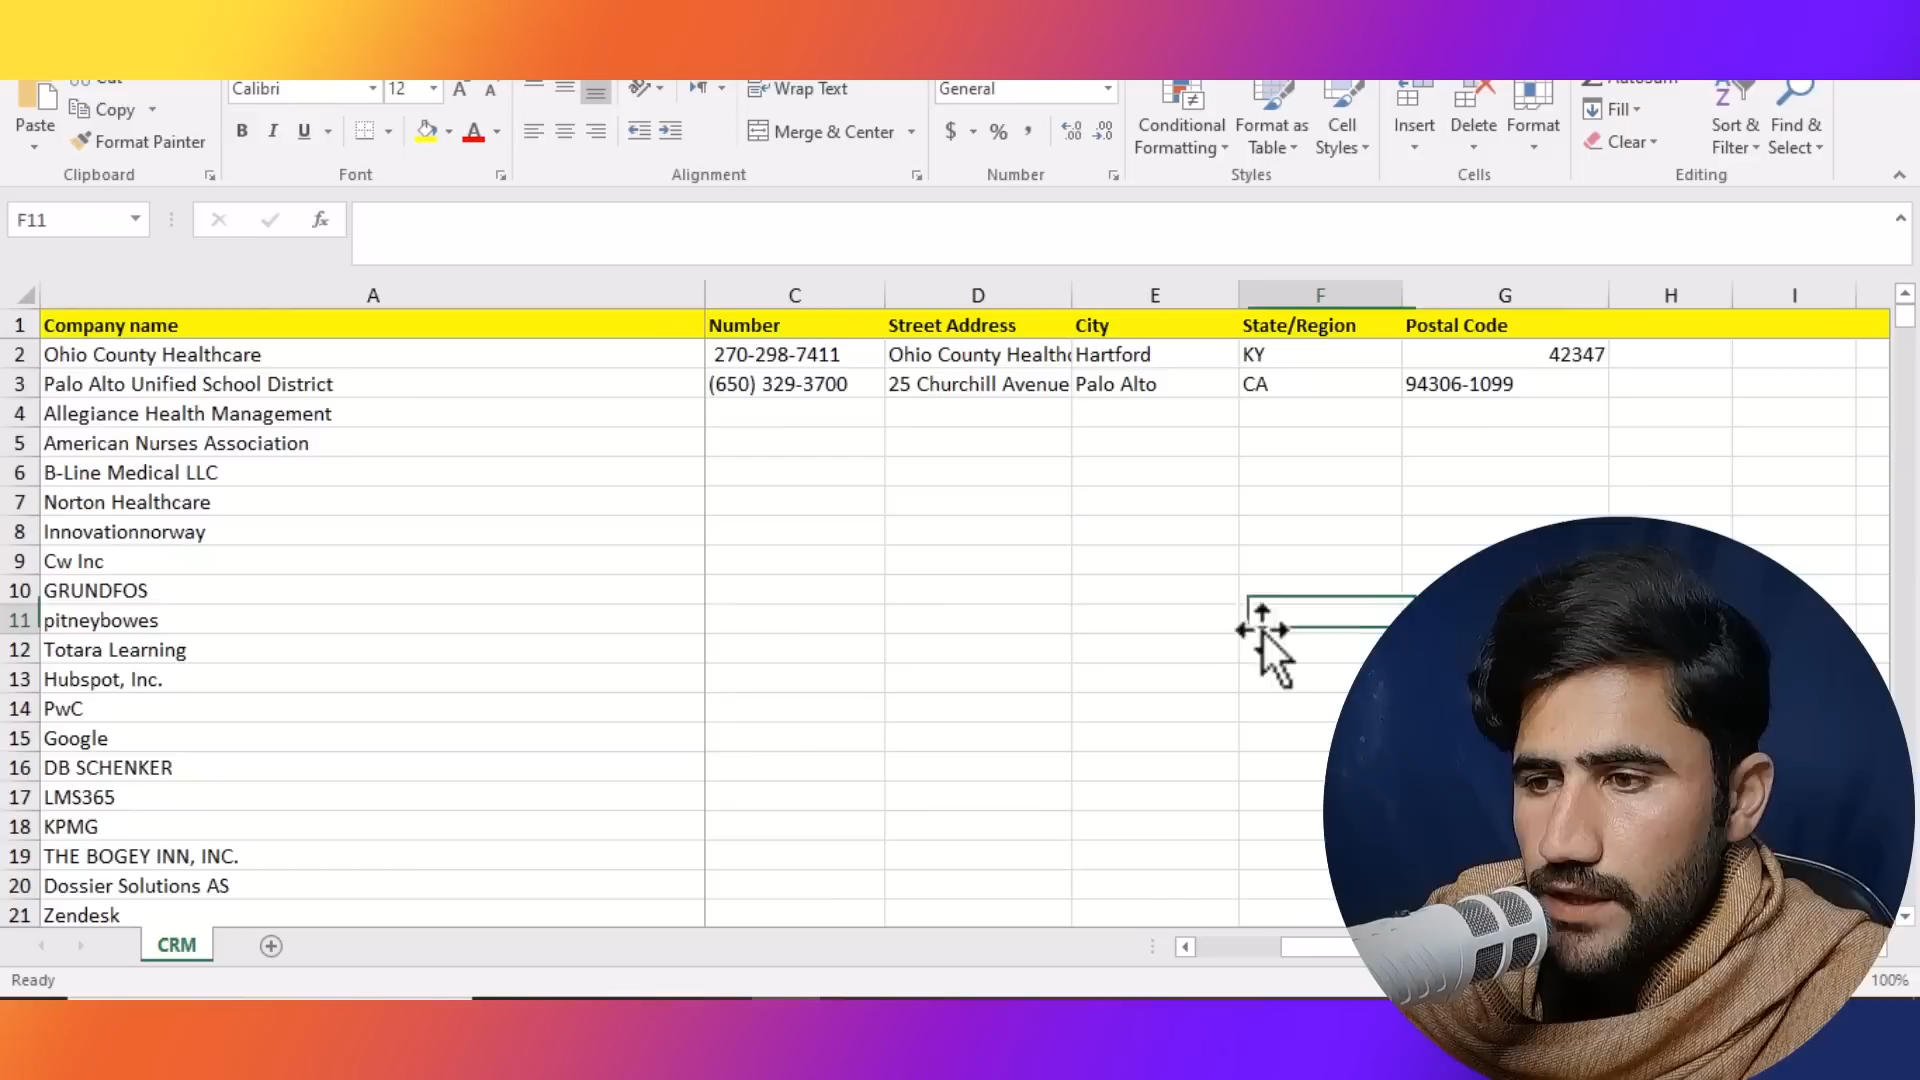 Cut
Calibri 12 Wrap Text General Autosum
Paste Copy Format Painter
B I U Merge & Center $ % Conditional Formatting Format as Table Cell Styles Insert Delete Format Fill Clear Sort & Filter Find & Select
Clipboard Font Alignment Number Styles Cells Editing
F11 fx
A C D E F G H I
1 Company name Number Street Address City State/Region Postal Code
2 Ohio County Healthcare 270-298-7411 Ohio County Healthc Hartford KY 42347
3 Palo Alto Unified School District (650) 329-3700 25 Churchill Avenue Palo Alto CA 94306-1099
4 Allegiance Health Management
5 American Nurses Association
6 B-Line Medical LLC
7 Norton Healthcare
8 Innovationnorway
9 Cw Inc
10 GRUNDFOS
11 pitneybowes
12 Totara Learning
13 Hubspot, Inc.
14 PwC
15 Google
16 DB SCHENKER
17 LMS365
18 KPMG
19 THE BOGEY INN, INC.
20 Dossier Solutions AS
21 Zendesk
CRM
Ready 100%